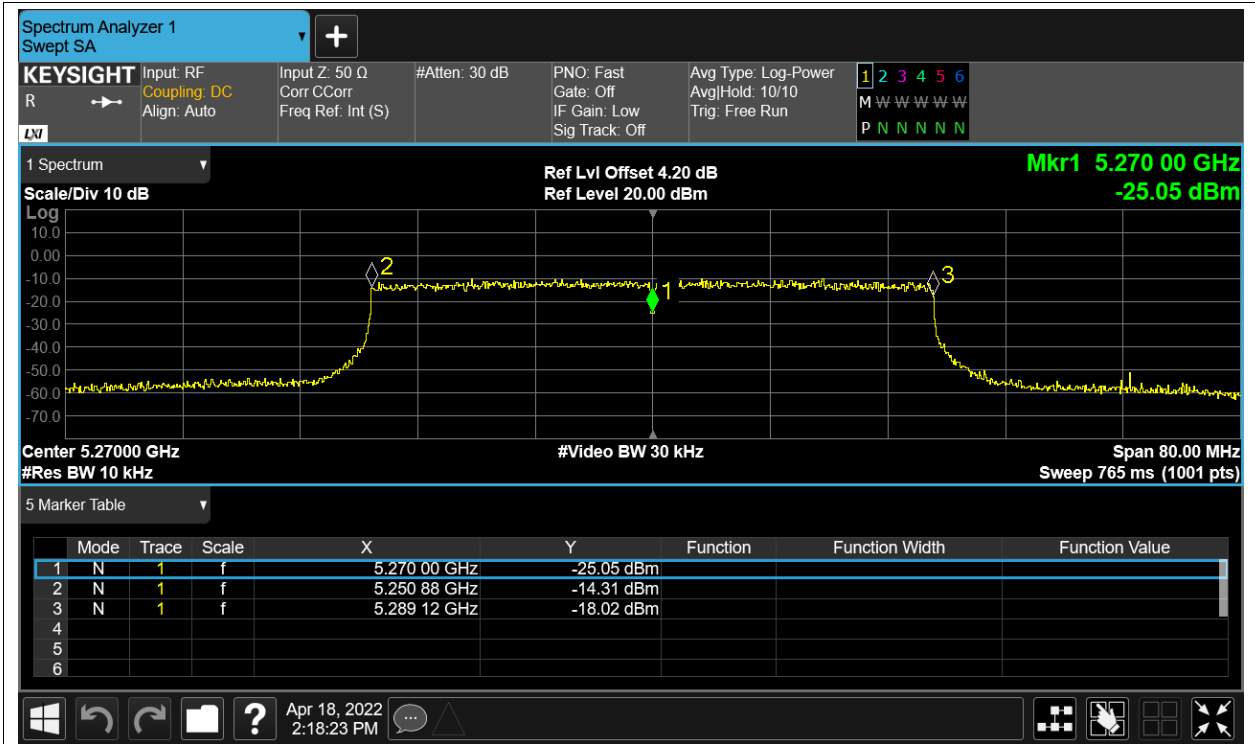 Spectrum Analyzer 1
Swept SA
+
KEYSIGHT
R
LXI
Input: RF
Coupling: DC
Align: Auto
Input Z: 50 Ω
Corr CCorr
Freq Ref: Int (S)
#Atten: 30 dB
PNO: Fast
Gate: Off
IF Gain: Low
Sig Track: Off
Avg Type: Log-Power
Avg|Hold: 10/10
Trig: Free Run
1 2 3 4 5 6
M W W W W W
P N N N N N
1 Spectrum
Scale/Div 10 dB
Ref Lvl Offset 4.20 dB
Ref Level 20.00 dBm
Mkr1 5.270 00 GHz
-25.05 dBm
Log
10.0
0.00
-10.0
-20.0
-30.0
-40.0
-50.0
-60.0
-70.0
2
1
3
Center 5.27000 GHz
#Video BW 30 kHz
Span 80.00 MHz
#Res BW 10 kHz
Sweep 765 ms (1001 pts)
5 Marker Table
Mode Trace Scale X Y Function Function Width Function Value
1 N 1 f 5.270 00 GHz -25.05 dBm
2 N 1 f 5.250 88 GHz -14.31 dBm
3 N 1 f 5.289 12 GHz -18.02 dBm
4
5
6
?
Apr 18, 2022
2:18:23 PM